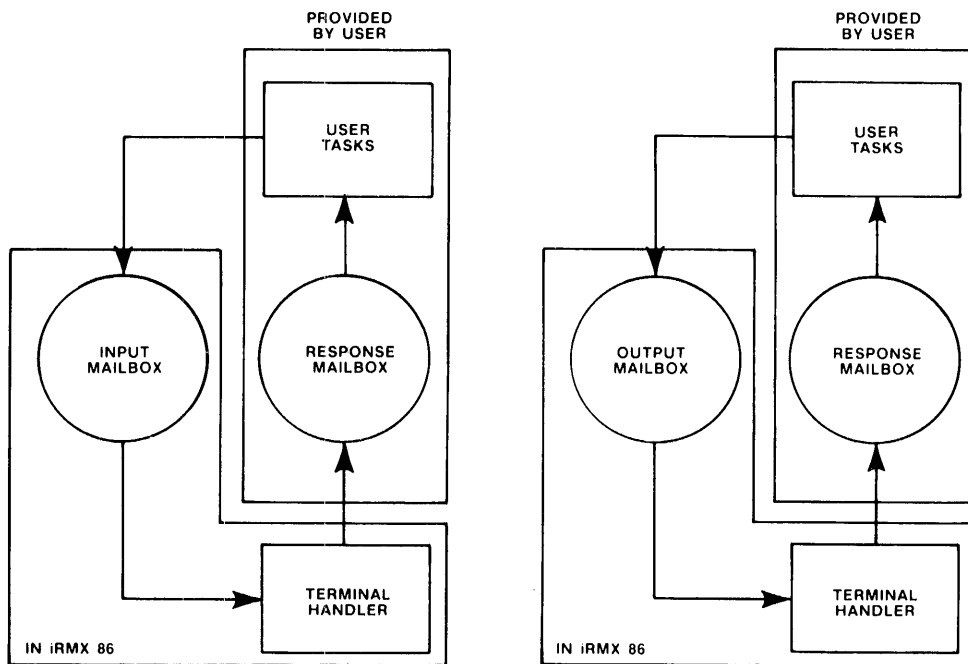 PROVIDED
BY USER
USER
TASKS
INPUT
MAILBOX
RESPONSE
MAILBOX
TERMINAL
HANDLER
IN iRMX 86
PROVIDED
BY USER
USER
TASKS
OUTPUT
MAILBOX
RESPONSE
MAILBOX
TERMINAL
HANDLER
IN iRMX 86